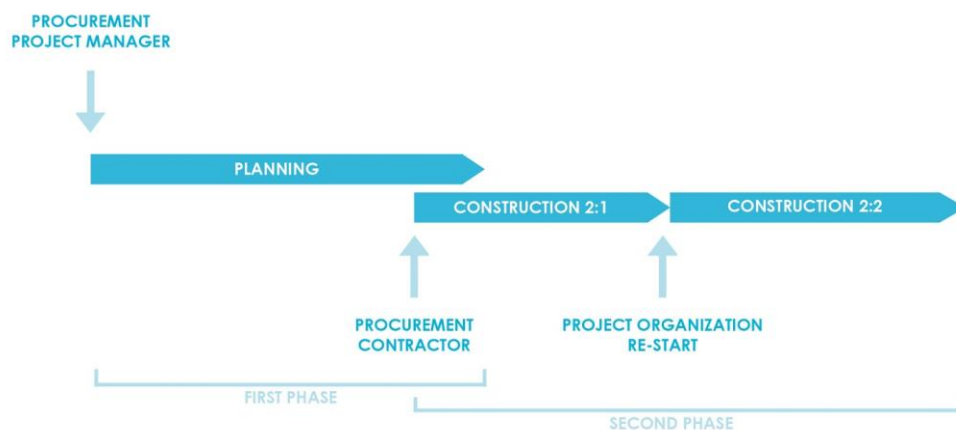 PROCUREMENT
PROJECT MANAGER
PLANNING
CONSTRUCTION 2:1
CONSTRUCTION 2:2
PROCUREMENT
CONTRACTOR
PROJECT ORGANIZATION
RE-START
FIRST PHASE
SECOND PHASE